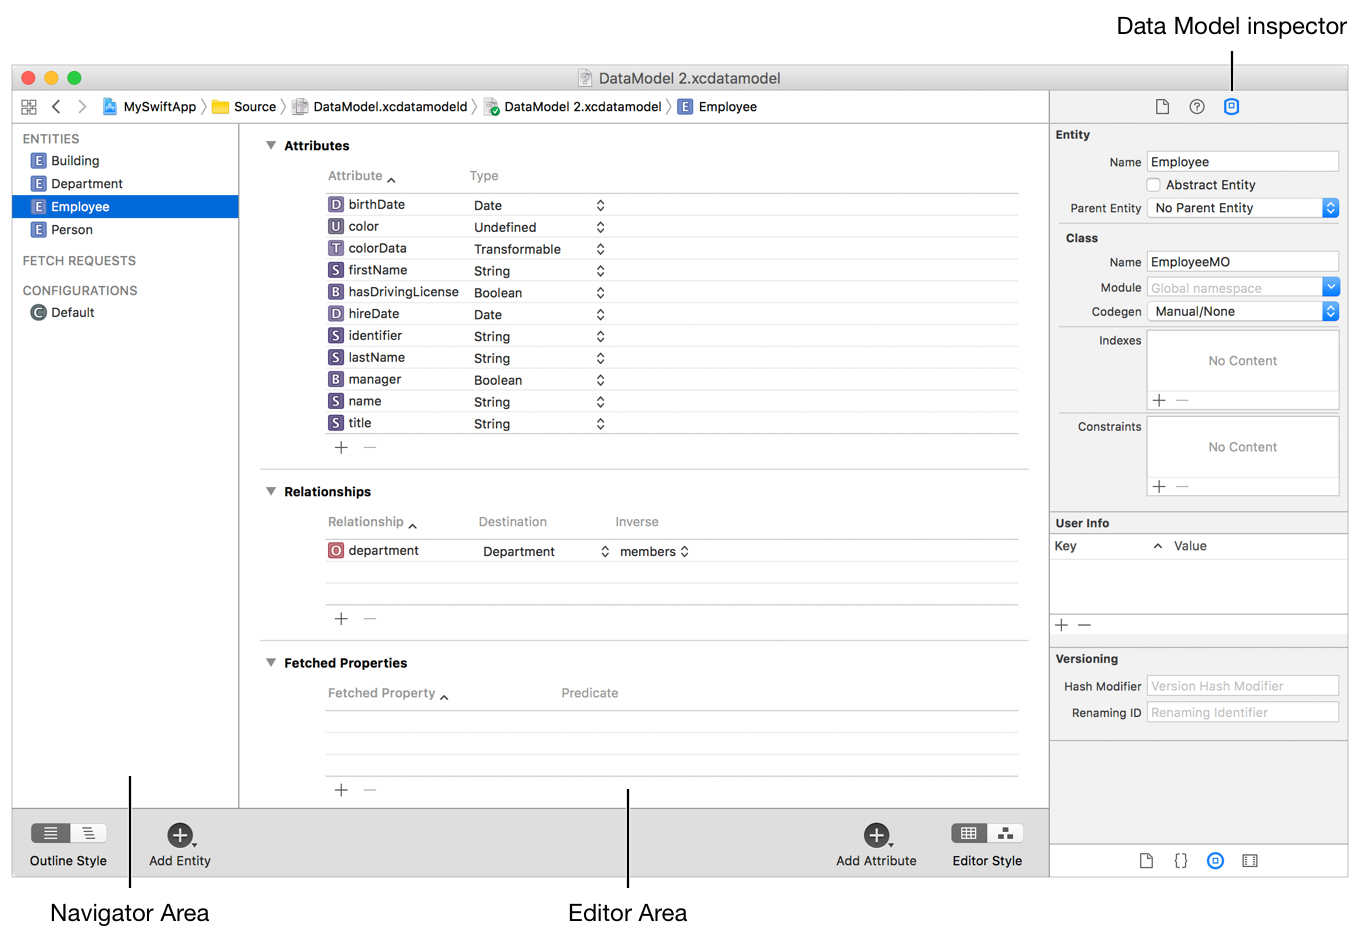 Data Model inspector
DataModel 2.xcdatamodel
MySwiftApp Source DataModel.xcdatamodeld DataModel 2.xcdatamodel E Employee
ENTITIES
E Building
E Department
E Employee
E Person
FETCH REQUESTS
CONFIGURATIONS
C Default
Attributes
Attribute Type
D birthDate Date
U color Undefined
T colorData Transformable
S firstName String
B hasDrivingLicense Boolean
D hireDate Date
S identifier String
S lastName String
B manager Boolean
S name String
S title String
+ −
Relationships
Relationship Destination Inverse
O department Department members
+ −
Fetched Properties
Fetched Property Predicate
+ −
Outline Style
Add Entity
Add Attribute
Editor Style
?
Entity
Name Employee
Abstract Entity
Parent Entity No Parent Entity
Class
Name EmployeeMO
Module Global namespace
Codegen Manual/None
Indexes
No Content
+ −
Constraints
No Content
+ −
User Info
Key Value
+ −
Versioning
Hash Modifier Version Hash Modifier
Renaming ID Renaming Identifier
{}
Navigator Area
Editor Area